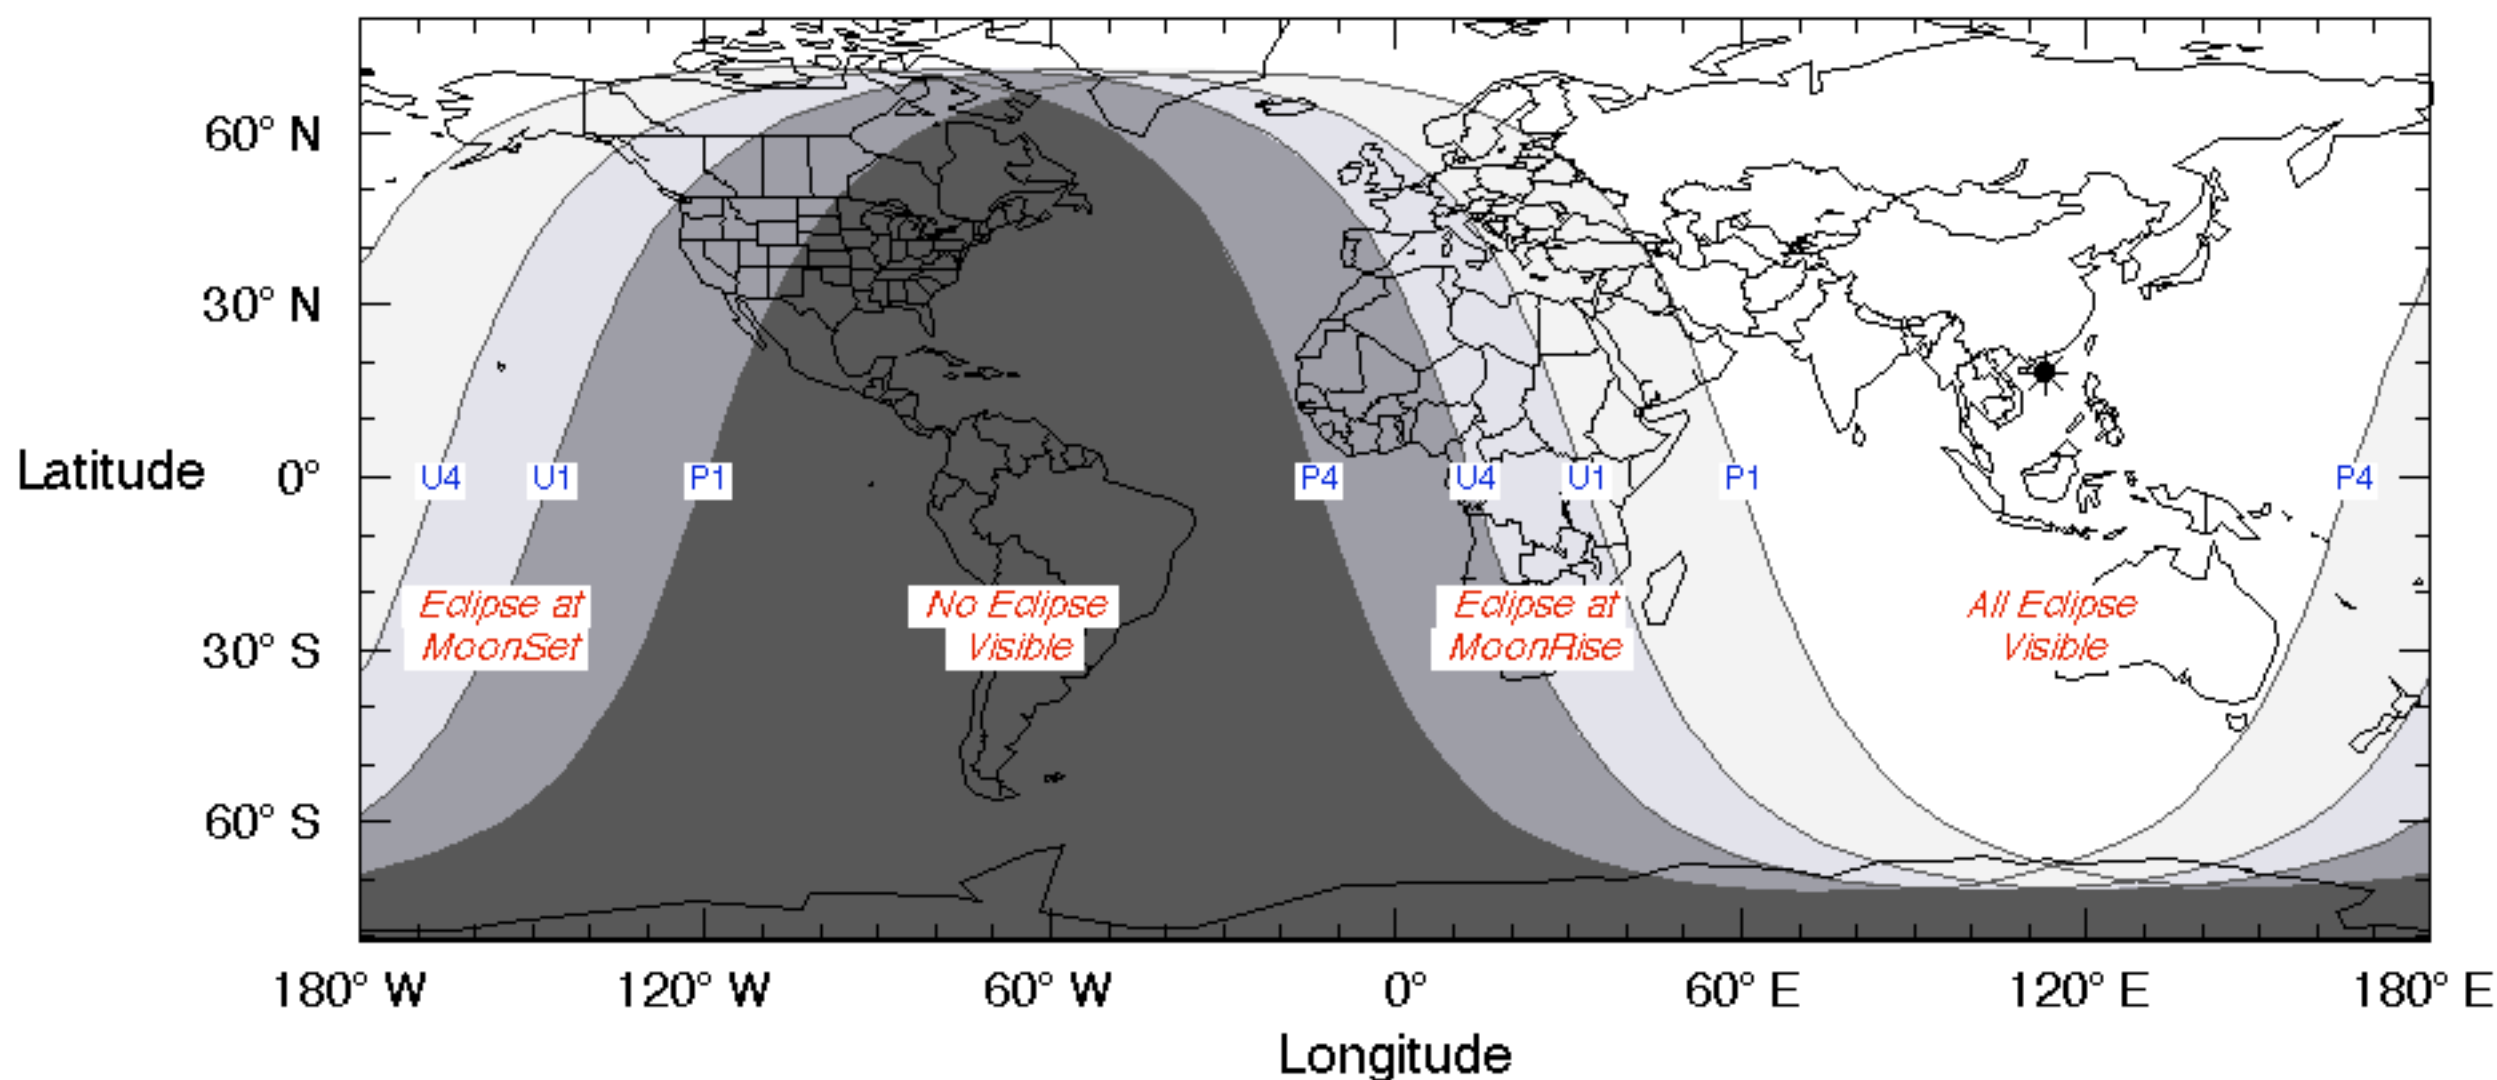 60° N
30° N
Latitude 0°
30° S
60° S
U4 U1 P1 P4 U4 U1 P1 P4
Eclipse at
MoonSet
No Eclipse
Visible
Eclipse at
MoonRise
All Eclipse
Visible
180° W 120° W 60° W 0° 60° E 120° E 180° E
Longitude